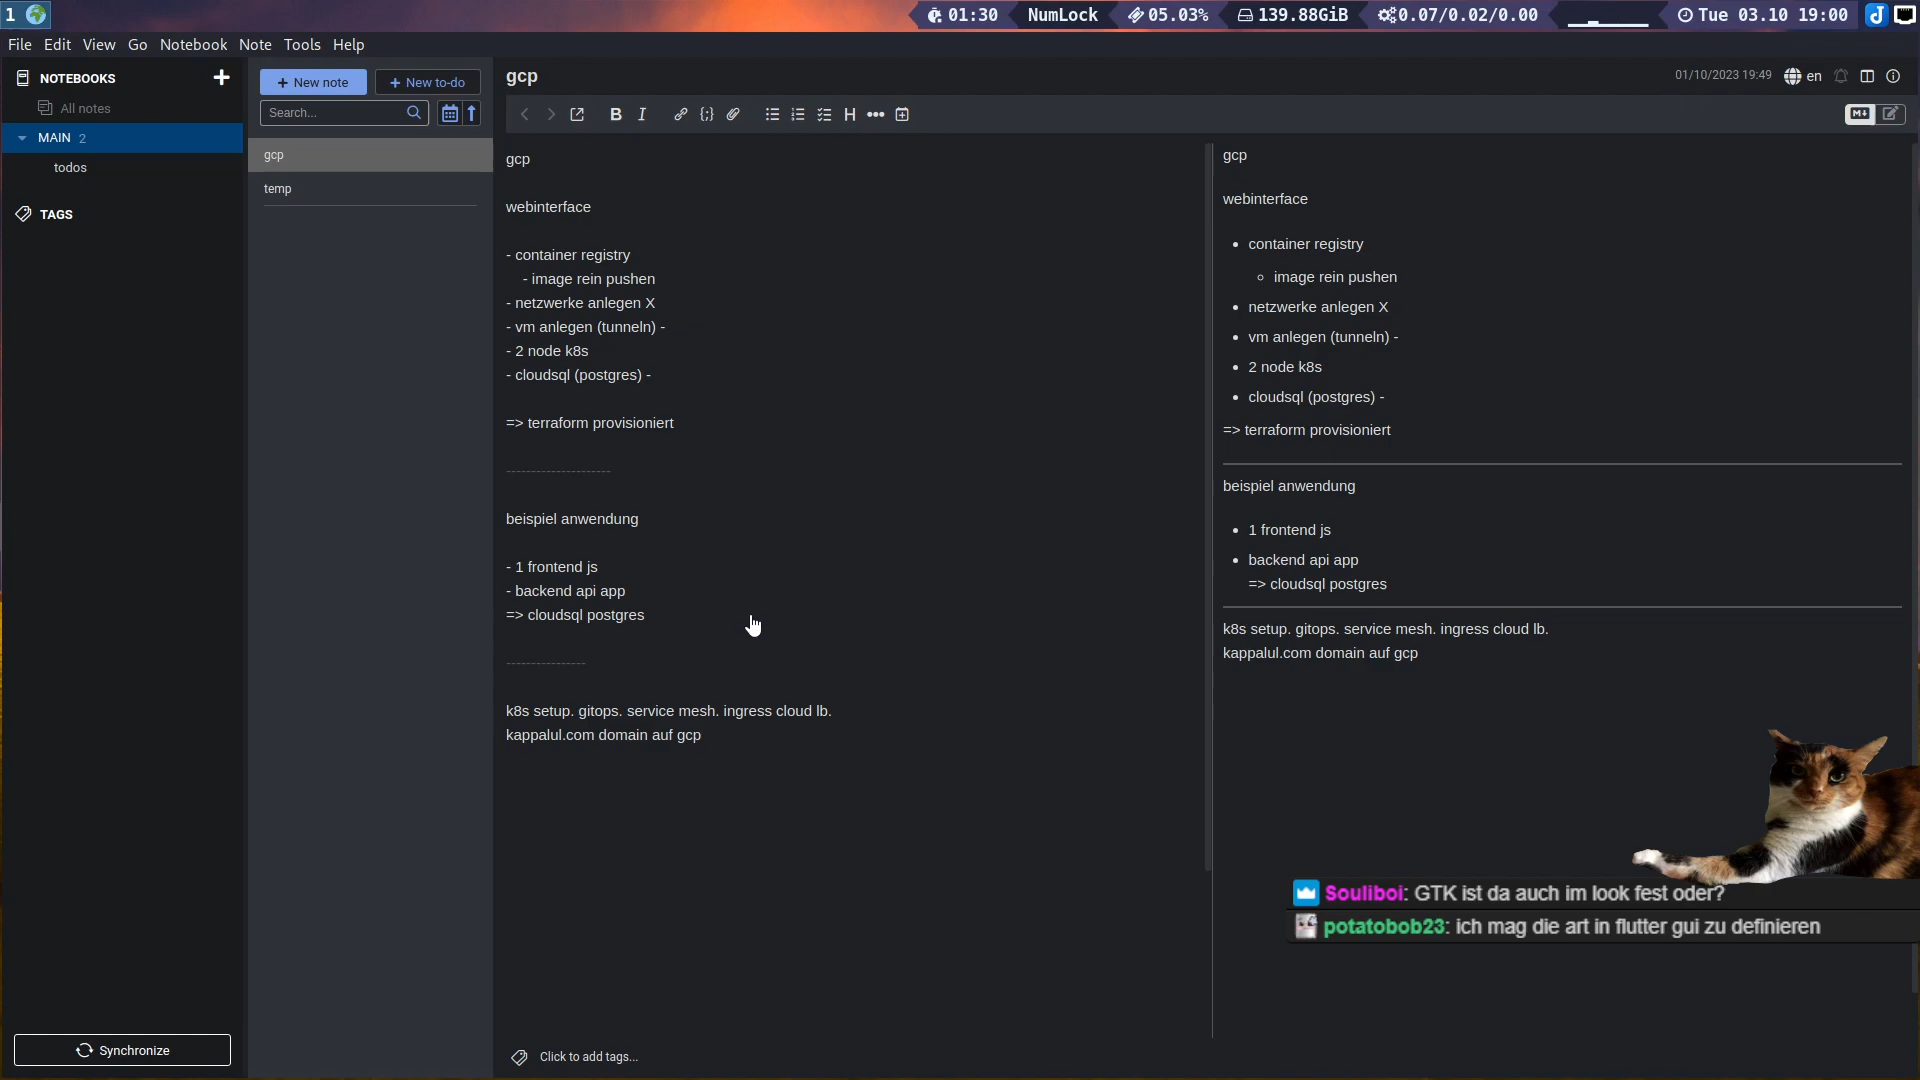 1
01:30
NumLock
05.03%
139.88GiB
0.07/0.02/0.00
Tue 03.10 19:00
File Edit View Go Notebook Note Tools Help
NOTEBOOKS
All notes
MAIN 2
todos
TAGS
Synchronize
+ New note
+ New to-do
Search...
gcp
temp
gcp
01/10/2023 19:49
en
B I H
M
gcp
webinterface
- container registry
- image rein pushen
- netzwerke anlegen X
- vm anlegen (tunneln) -
- 2 node k8s
- cloudsql (postgres) -
=> terraform provisioniert
---------------------
beispiel anwendung
- 1 frontend js
- backend api app
=> cloudsql postgres
----------------
k8s setup. gitops. service mesh. ingress cloud lb.
kappalul.com domain auf gcp
Click to add tags...
gcp
webinterface
• container registry
◦ image rein pushen
• netzwerke anlegen X
• vm anlegen (tunneln) -
• 2 node k8s
• cloudsql (postgres) -
=> terraform provisioniert
beispiel anwendung
• 1 frontend js
• backend api app
=> cloudsql postgres
k8s setup. gitops. service mesh. ingress cloud lb.
kappalul.com domain auf gcp
Souliboi: GTK ist da auch im look fest oder?
potatobob23: ich mag die art in flutter gui zu definieren